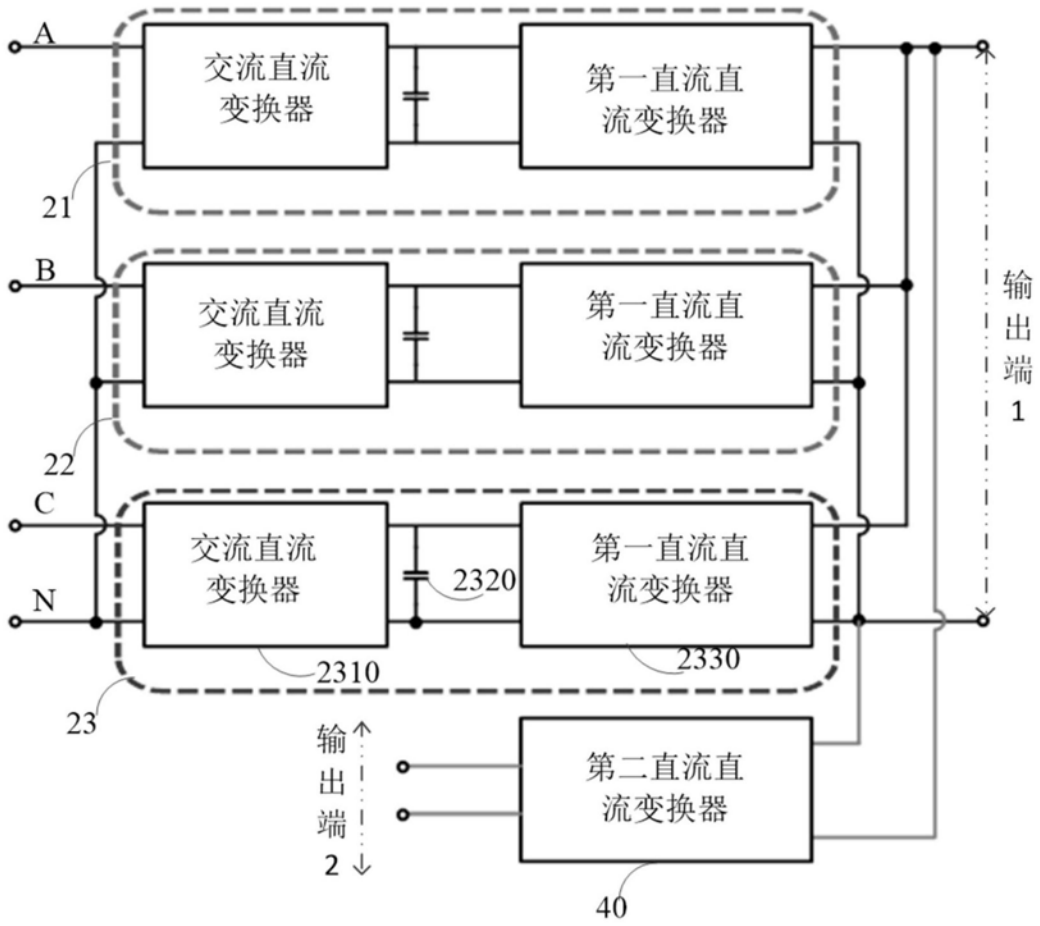 A
交流直流
变换器
第一直流直
流变换器
21
B
交流直流
变换器
第一直流直
流变换器
22
输
出
端
1
C
交流直流
变换器
第一直流直
流变换器
2320
N
2310
2330
23
输
出
端
2
第二直流直
流变换器
40